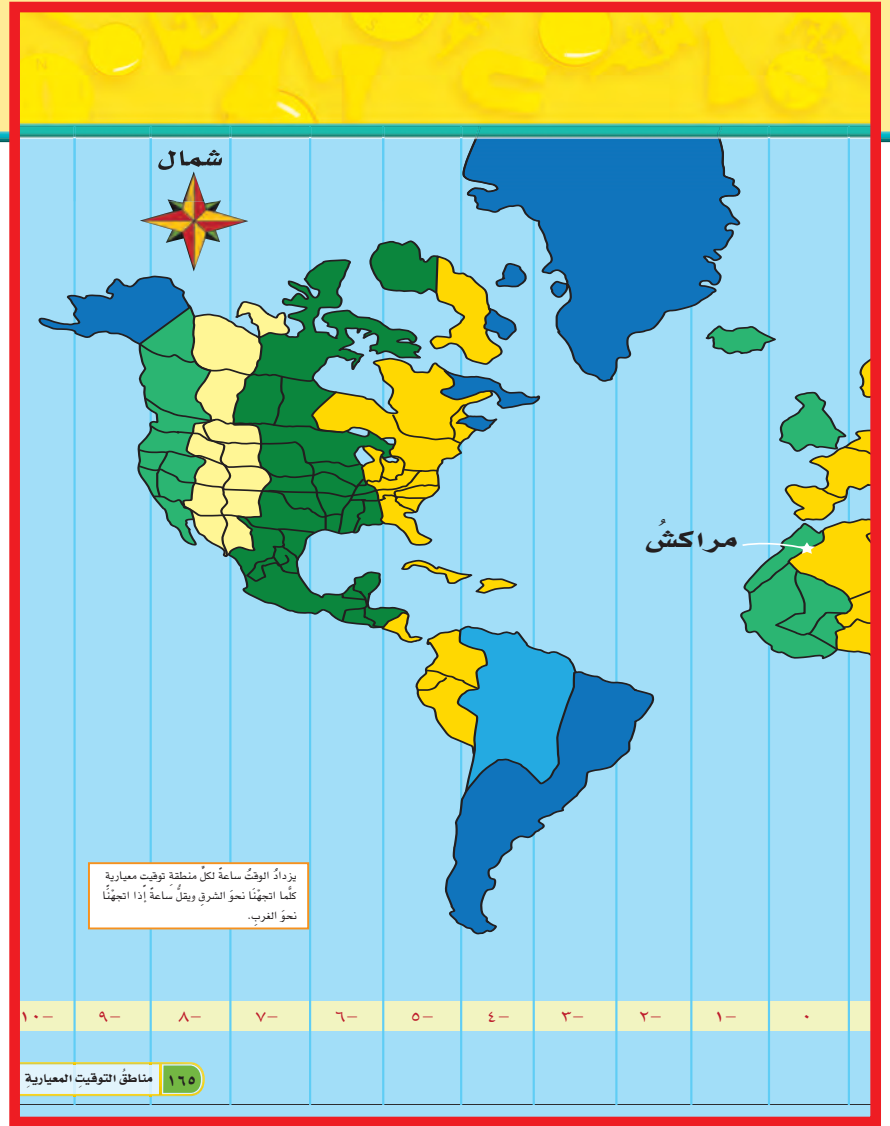 شمال
مراكشُ
يزدادُ الوقتُ ساعةً لكلِّ منطقةِ توقيتٍ معيارية
كلَّما اتجهْنَا نحوَ الشرقِ ويقلُّ ساعةً إذا اتجهْنَا
نحوَ الغربِ.
١٠− ٩− ٨− ٧− ٦− ٥− ٤− ٣− ٢− ١− ٠
مناطقُ التوقيتِ المعياريةِ ١٦٥